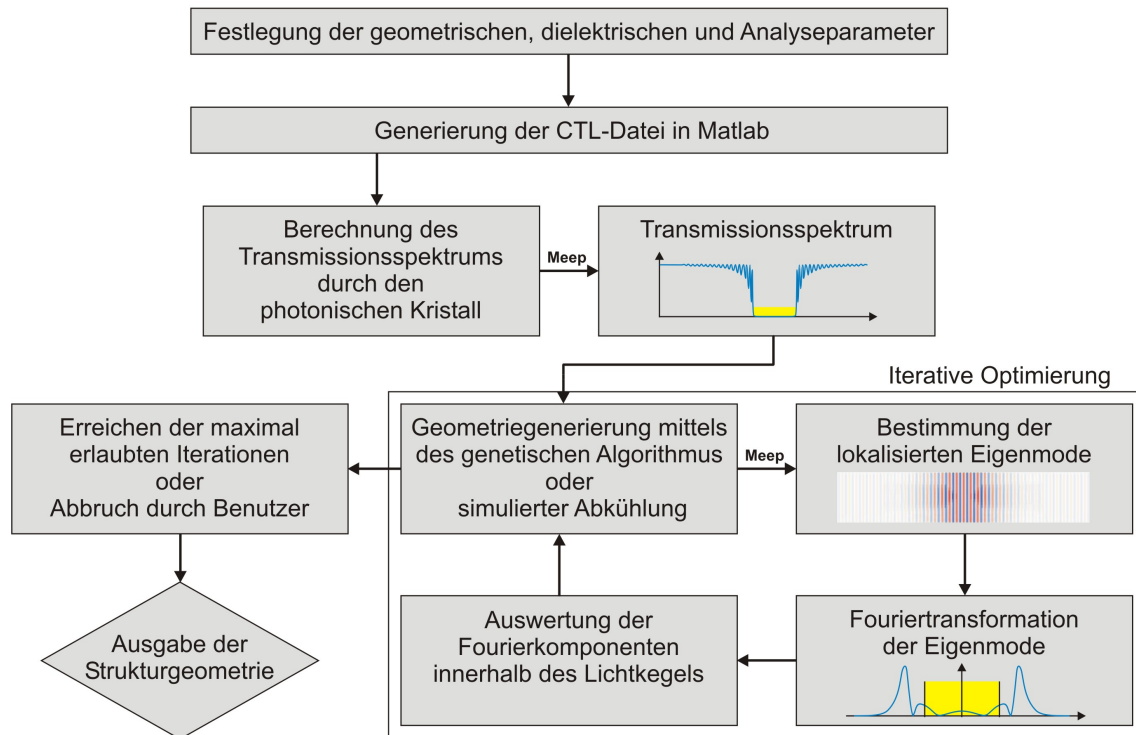 Festlegung der geometrischen, dielektrischen und Analyseparameter
Generierung der CTL-Datei in Matlab
Berechnung des
Transmissionsspektrums
durch den
photonischen Kristall
Meep
Transmissionsspektrum
Iterative Optimierung
Erreichen der maximal
erlaubten Iterationen
oder
Abbruch durch Benutzer
Geometriegenerierung mittels
des genetischen Algorithmus
oder
simulierter Abkühlung
Meep
Bestimmung der
lokalisierten Eigenmode
Ausgabe der
Strukturgeometrie
Auswertung der
Fourierkomponenten
innerhalb des Lichtkegels
Fouriertransformation
der Eigenmode